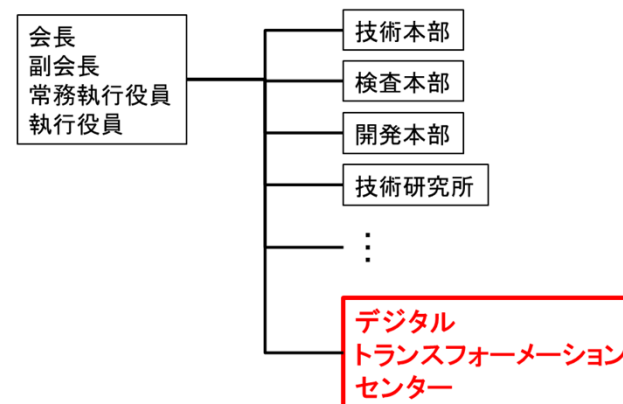 会長
副会長
常務執行役員
執行役員
技術本部
検査本部
開発本部
技術研究所
⋮
デジタル
トランスフォーメーション
センター